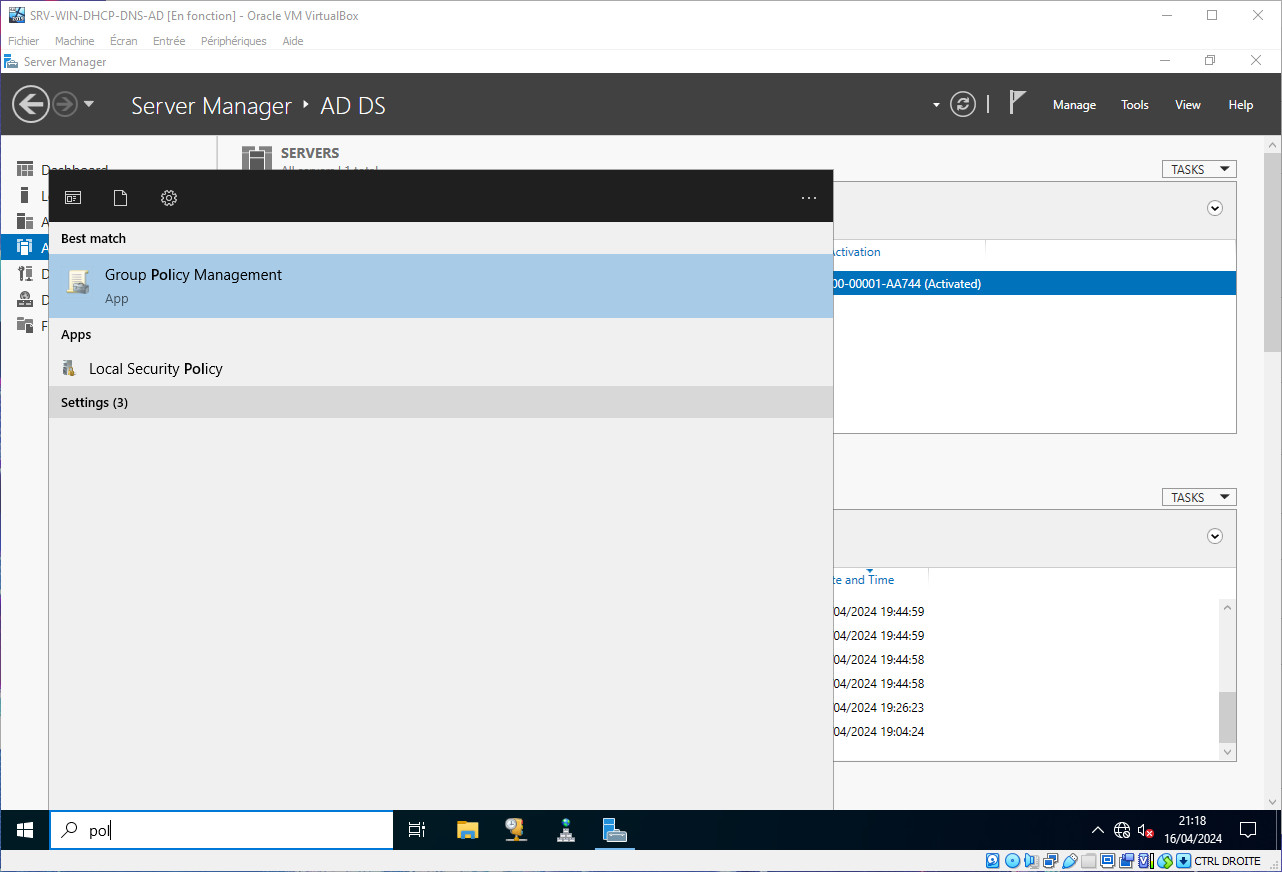 SRV-WIN-DHCP-DNS-AD [En fonction] - Oracle VM VirtualBox
Fichier Machine Écran Entrée Périphériques Aide
Server Manager
Server Manager AD DS
Manage Tools View Help
SERVERS
All servers | 1 total
TASKS
Dashboard
L
A
A
D
D
F
Best match
Group Policy Management
App
Apps
Local Security Policy
Settings (3)
ctivation
00-00001-AA744 (Activated)
TASKS
te and Time
04/2024 19:44:59
04/2024 19:44:59
04/2024 19:44:58
04/2024 19:44:58
04/2024 19:26:23
04/2024 19:04:24
pol
21:18
16/04/2024
CTRL DROITE